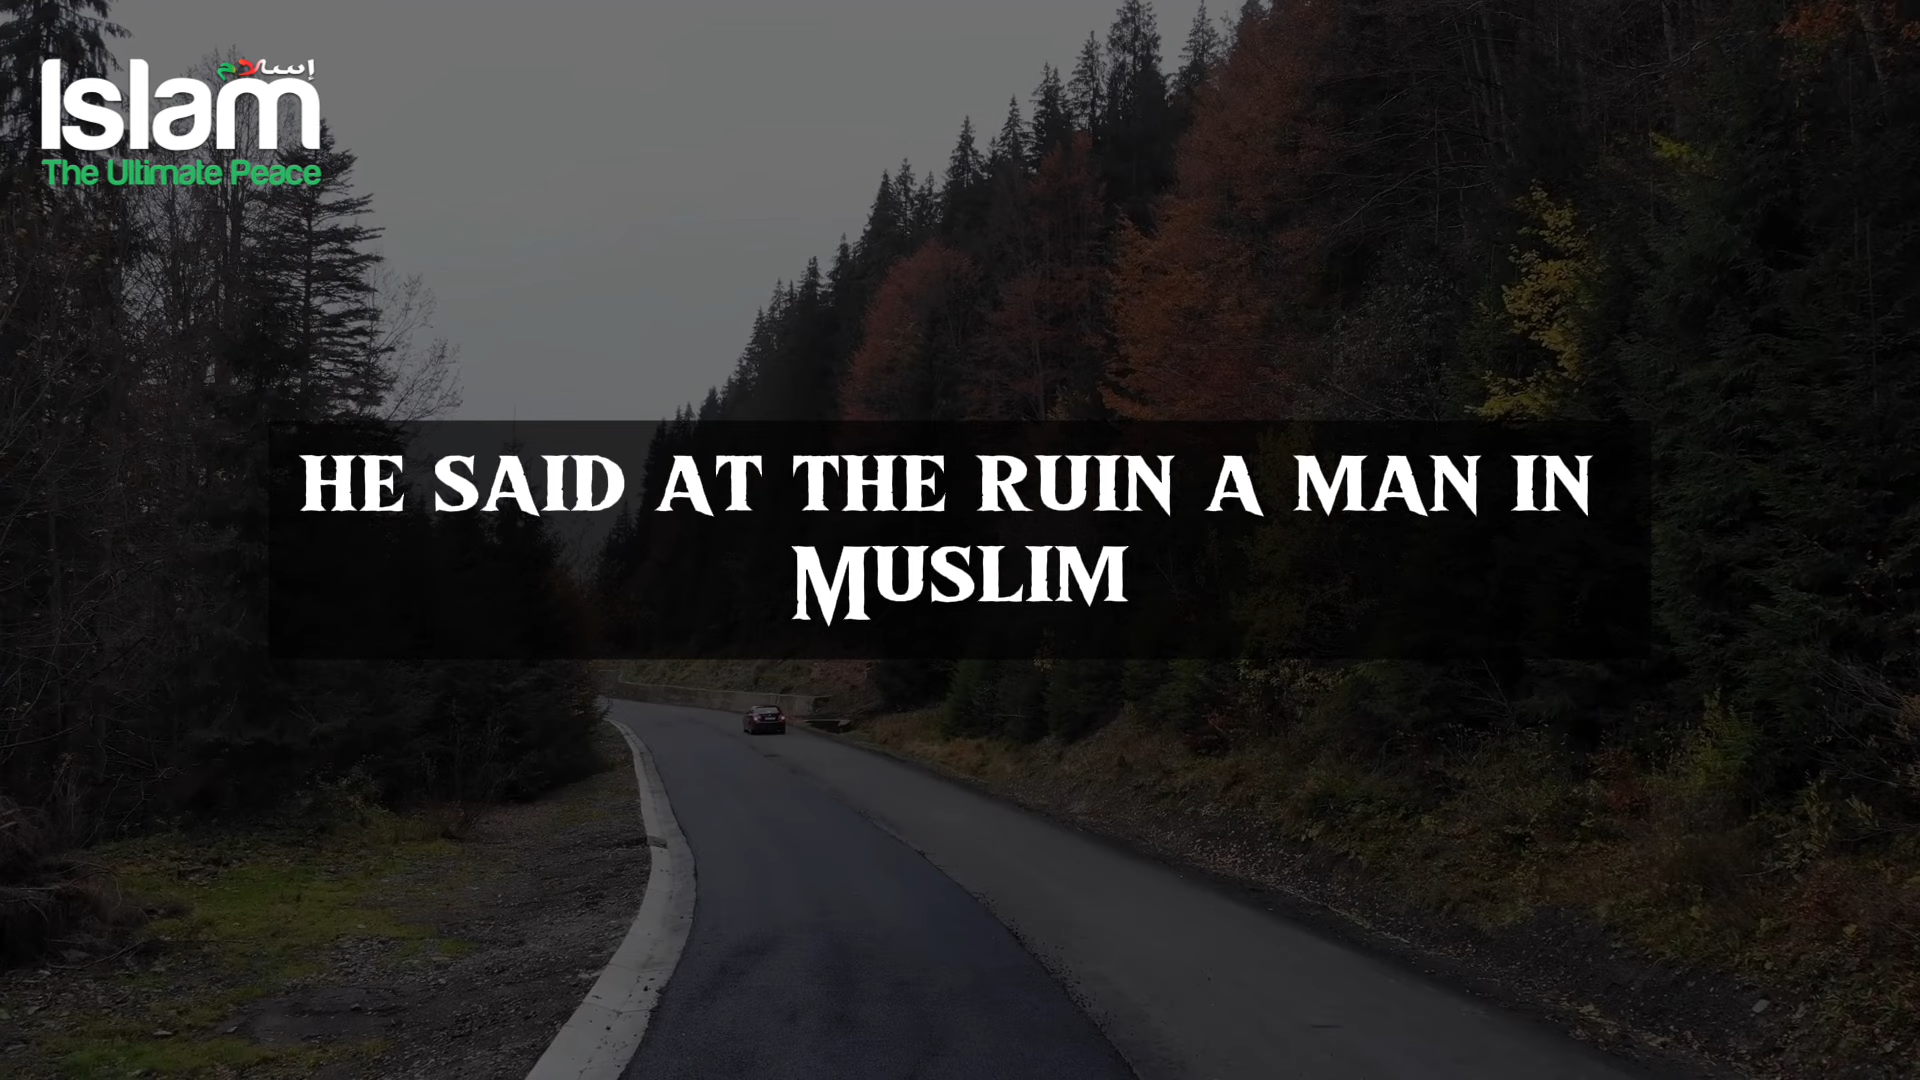 إسلام
Islam
The Ultimate Peace
HE SAID AT THE RUIN A MAN IN
MUSLIM